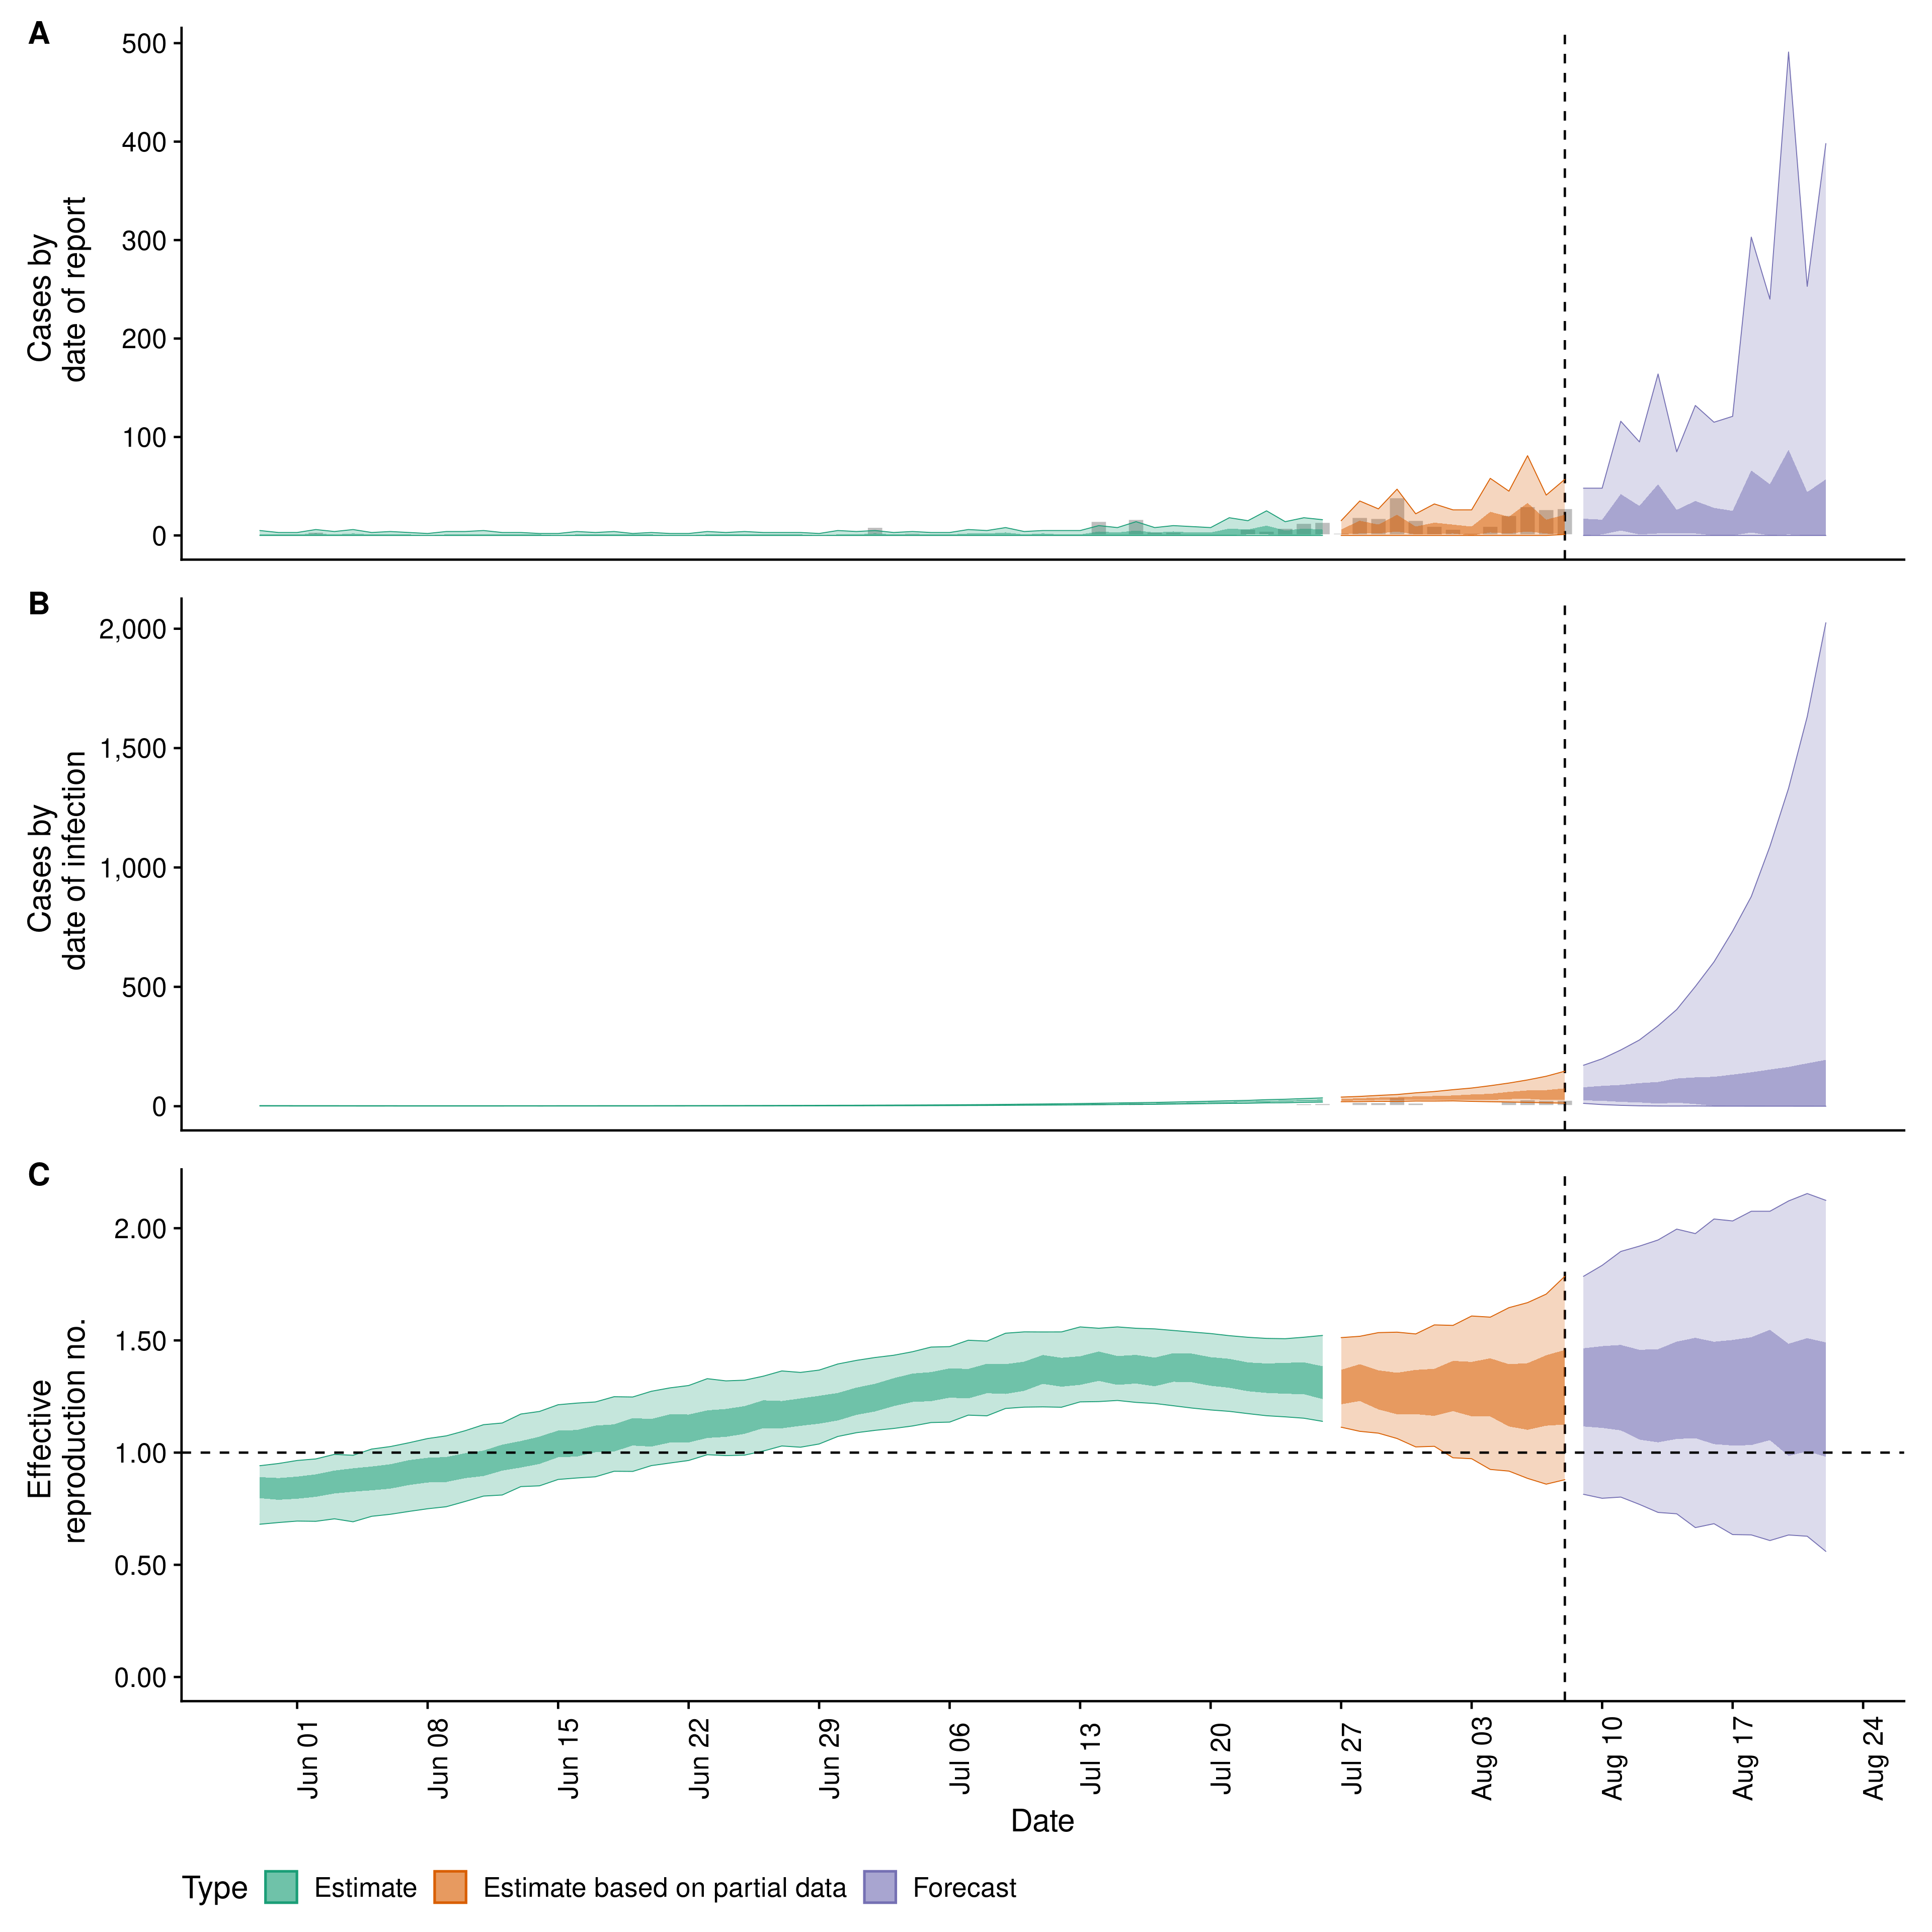 A
500
400
300
200
100
0
Cases by
date of report
B
2,000
1,500
1,000
500
0
Cases by
date of infection
C
2.00
1.50
1.00
0.50
0.00
Effective
reproduction no.
Jun 01
Jun 08
Jun 15
Jun 22
Jun 29
Jul 06
Jul 13
Jul 20
Jul 27
Aug 03
Aug 10
Aug 17
Aug 24
Date
Type Estimate Estimate based on partial data Forecast